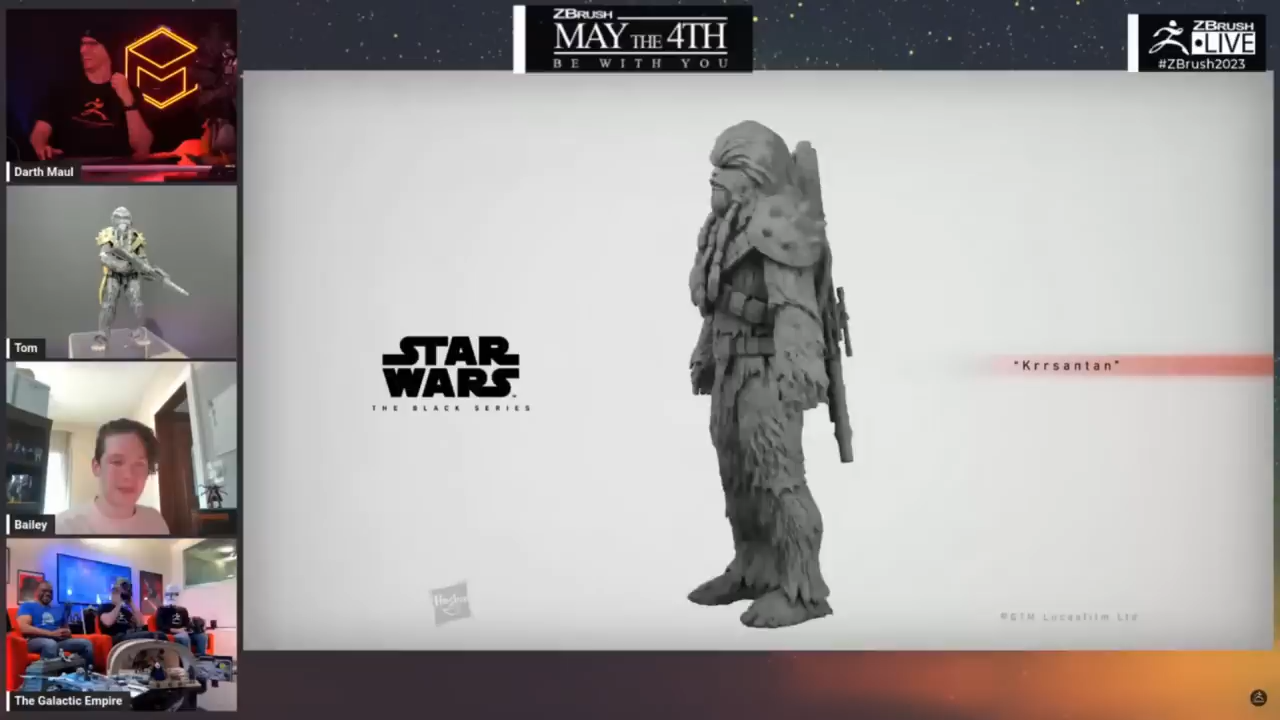 ZBRUSH
MAY THE 4TH
BE WITH YOU
ZBRUSH
•LIVE
#ZBrush2023
Darth Maul
Tom
Bailey
The Galactic Empire
STAR
WARS
THE BLACK SERIES
"Krrsantan"
Hasbro
©&TM Lucasfilm Ltd